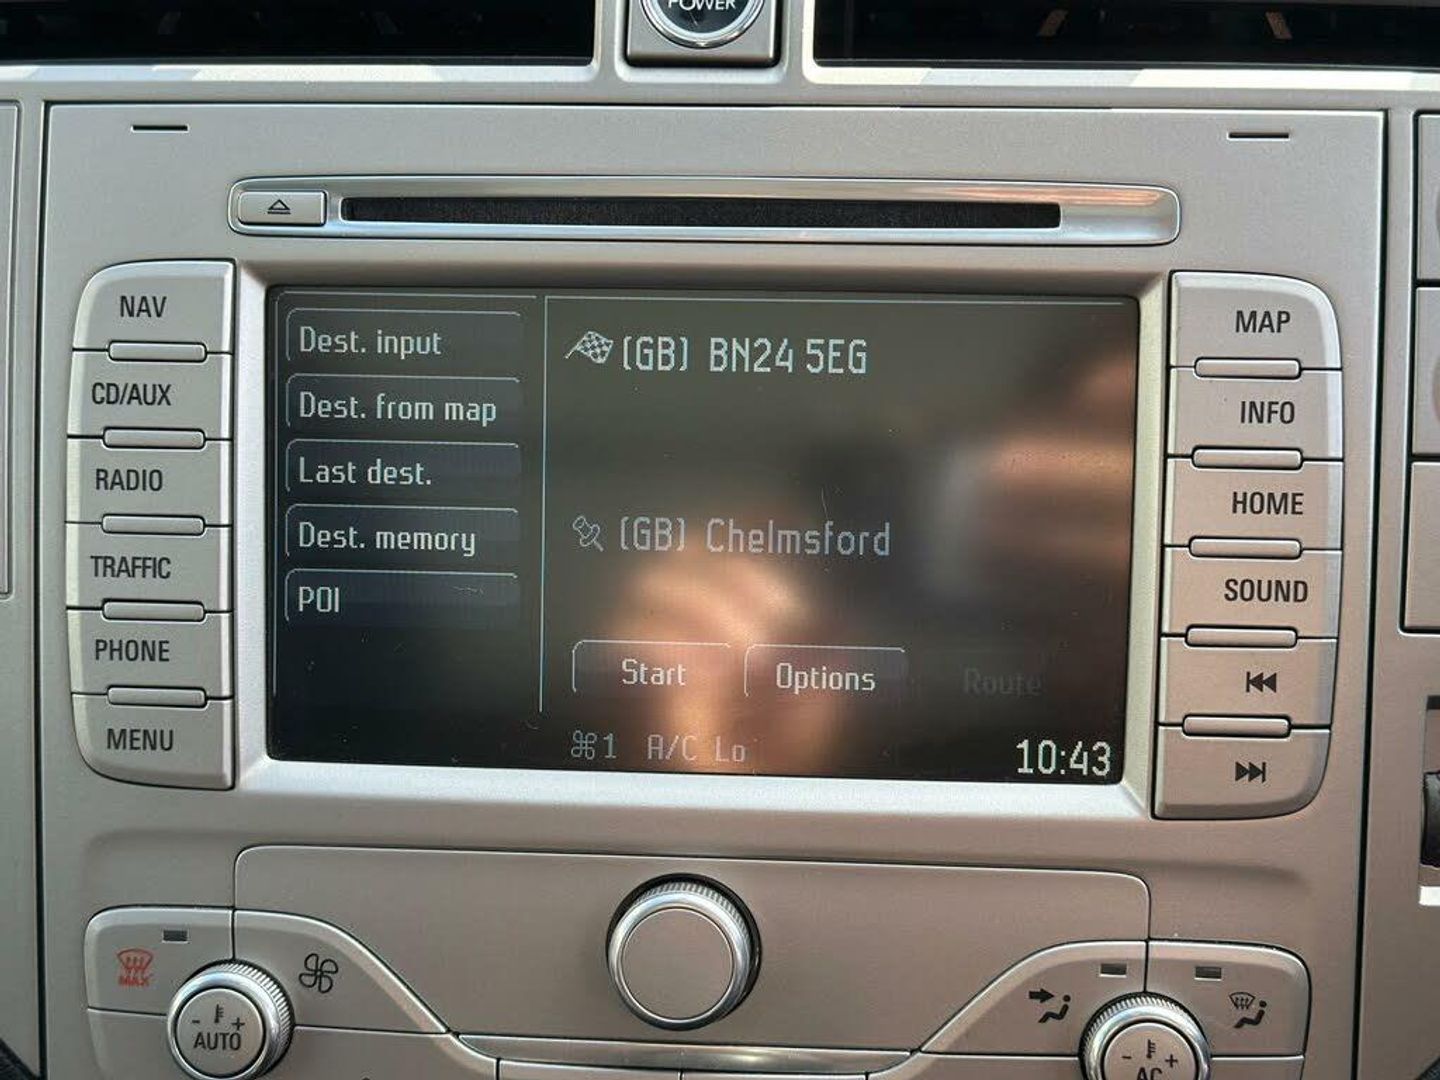 POWER
NAV
CD/AUX
RADIO
TRAFFIC
PHONE
MENU
Dest. input
Dest. from map
Last dest.
Dest. memory
POI
(GB) BN24 5EG
(GB) Chelmsford
Start
Options
Route
1 A/C Lo
10:43
MAP
INFO
HOME
SOUND
MAX
- +
AUTO
- +
AC